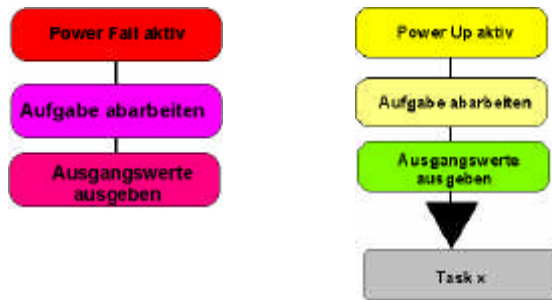 Power Fail aktiv
Aufgabe abarbeiten
Ausgangswerte
ausgeben
Power Up aktiv
Aufgabe abarbeiten
Ausgangswerte
ausgeben
Task x